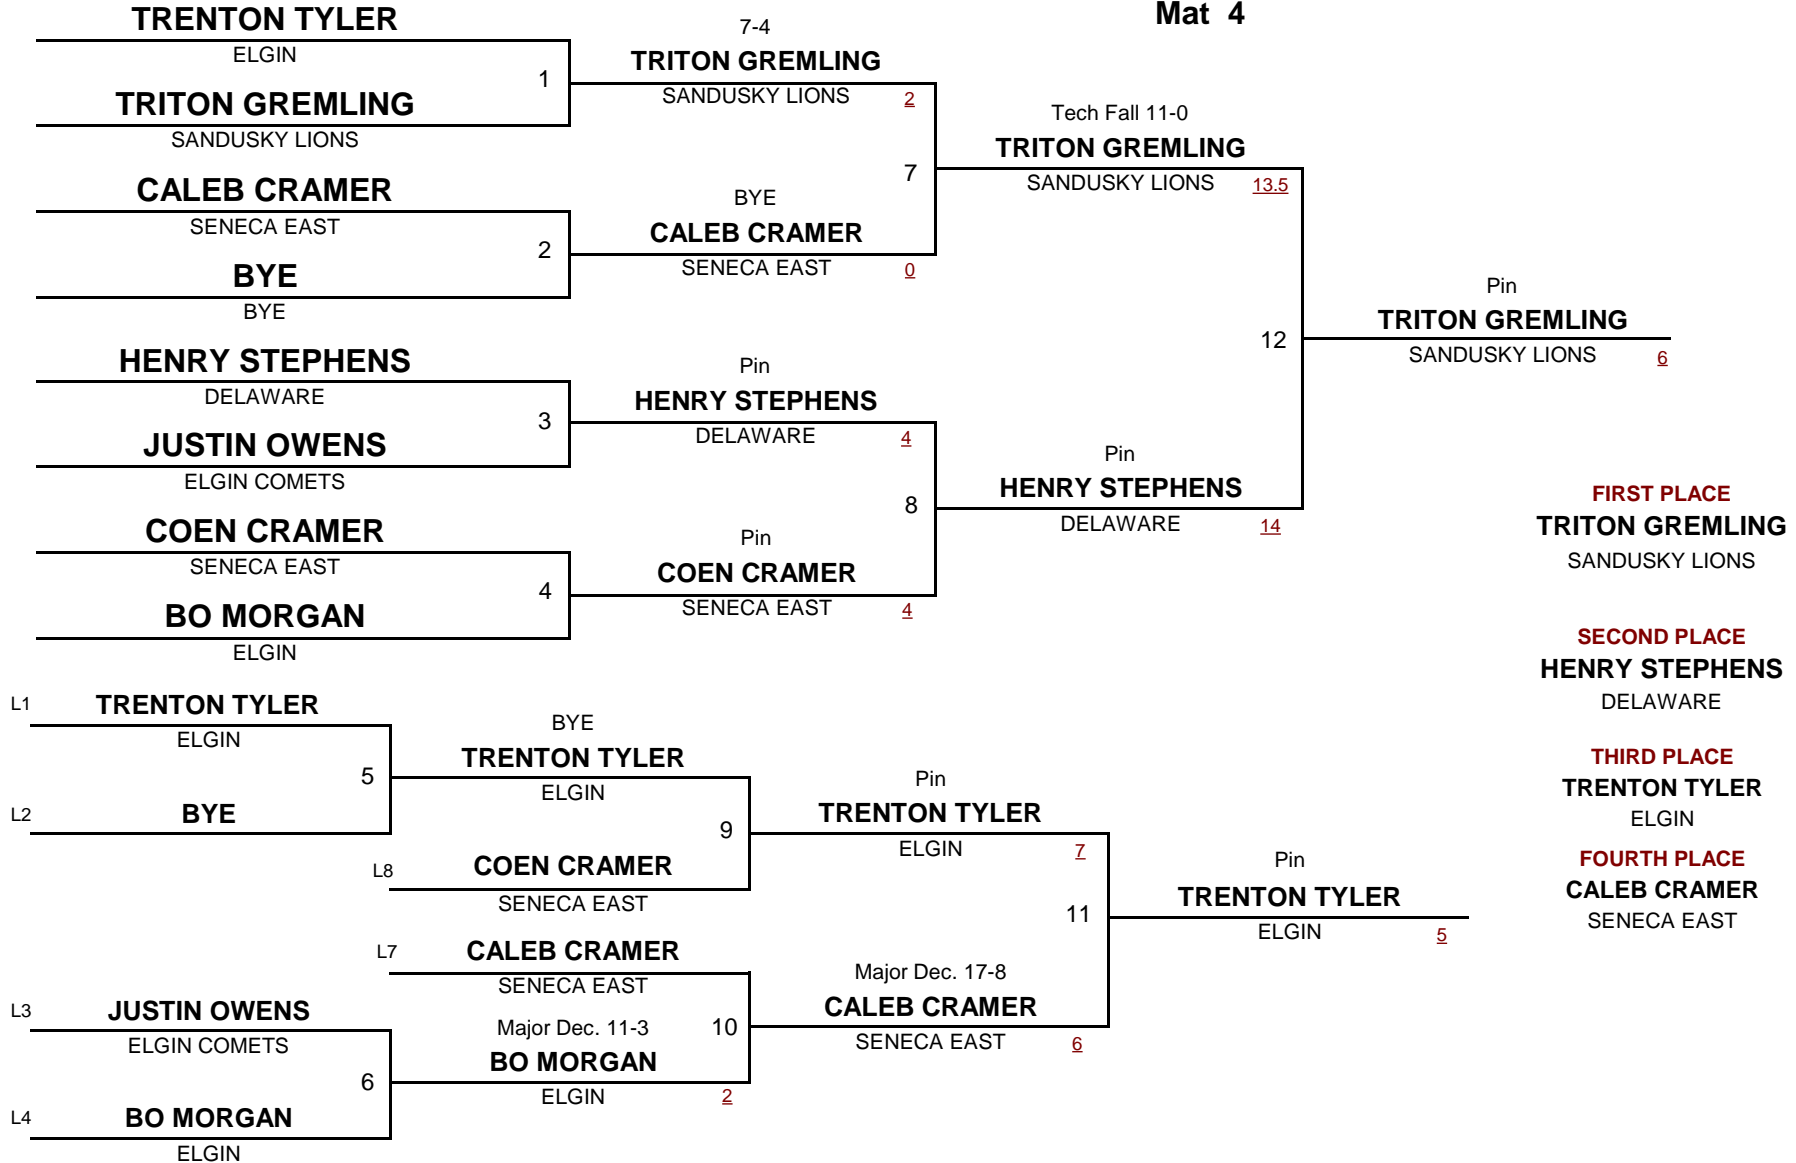 Mat 4
TRENTON TYLER
ELGIN
1
TRITON GREMLING
SANDUSKY LIONS
CALEB CRAMER
SENECA EAST
2
BYE
BYE
HENRY STEPHENS
DELAWARE
3
JUSTIN OWENS
ELGIN COMETS
COEN CRAMER
SENECA EAST
4
BO MORGAN
ELGIN
7-4
TRITON GREMLING
SANDUSKY LIONS 2
7
BYE
CALEB CRAMER
SENECA EAST 0
Pin
HENRY STEPHENS
DELAWARE 4
8
Pin
COEN CRAMER
SENECA EAST 4
Tech Fall 11-0
TRITON GREMLING
SANDUSKY LIONS 13.5
12
Pin
HENRY STEPHENS
DELAWARE 14
Pin
TRITON GREMLING
SANDUSKY LIONS 6
FIRST PLACE
TRITON GREMLING
SANDUSKY LIONS
SECOND PLACE
HENRY STEPHENS
DELAWARE
THIRD PLACE
TRENTON TYLER
ELGIN
FOURTH PLACE
CALEB CRAMER
SENECA EAST
L1 TRENTON TYLER
ELGIN
5
L2 BYE
L3 JUSTIN OWENS
ELGIN COMETS
6
L4 BO MORGAN
ELGIN
BYE
TRENTON TYLER
ELGIN
9
L8 COEN CRAMER
SENECA EAST
L7 CALEB CRAMER
SENECA EAST
Major Dec. 11-3 10
BO MORGAN
ELGIN 2
Pin
TRENTON TYLER
ELGIN 7
11
Major Dec. 17-8
CALEB CRAMER
SENECA EAST 6
Pin
TRENTON TYLER
ELGIN 5